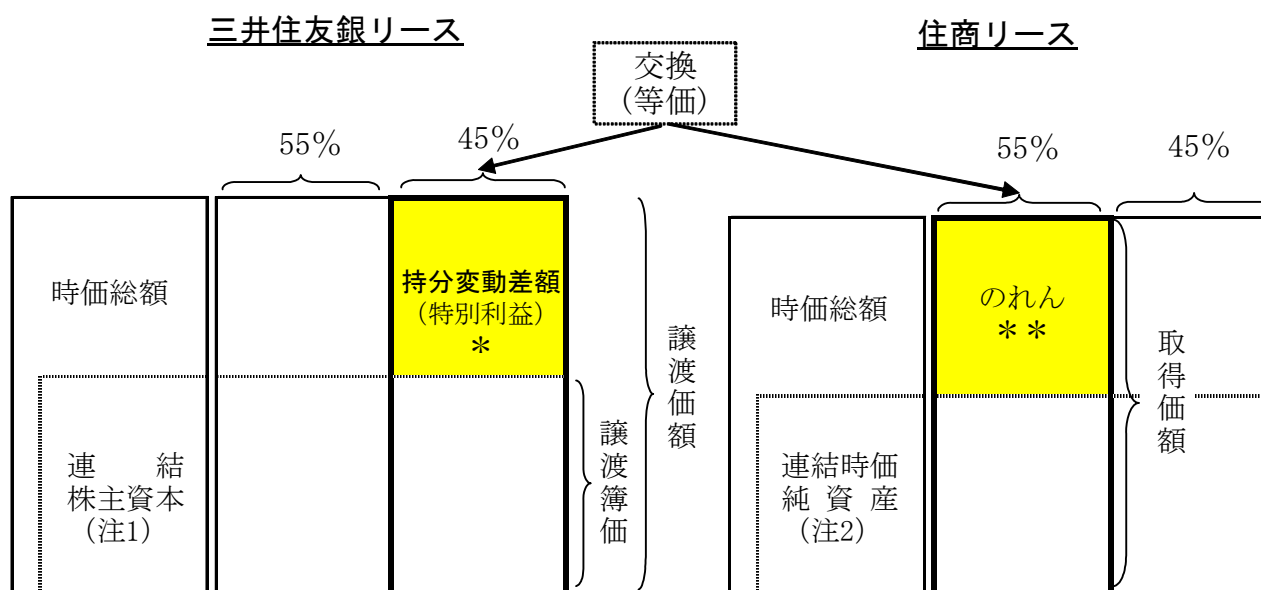 三井住友銀リース
住商リース
交換
(等価)
55%
45%
55%
45%
時価総額
持分変動差額
(特別利益)
＊
譲渡価額
連　結
株主資本
(注1)
譲渡簿価
時価総額
のれん
＊＊
取得価額
連結時価
純資産
(注2)